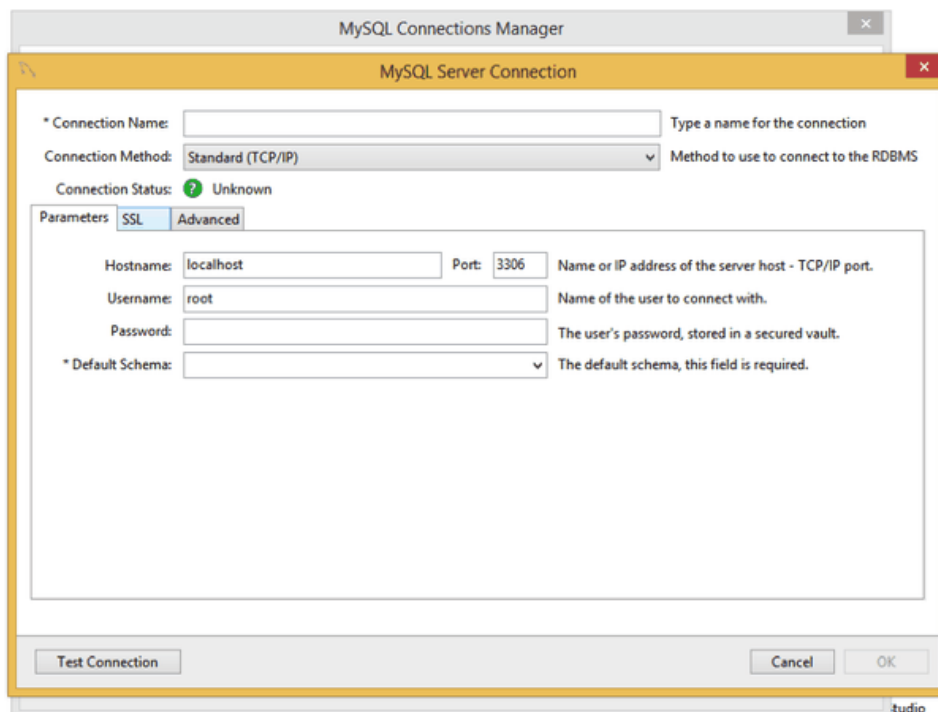 MySQL Connections Manager
MySQL Server Connection
* Connection Name: Type a name for the connection
Connection Method: Standard (TCP/IP) Method to use to connect to the RDBMS
Connection Status: ? Unknown
Parameters SSL Advanced
Hostname: localhost Port: 3306 Name or IP address of the server host - TCP/IP port.
Username: root Name of the user to connect with.
Password: The user's password, stored in a secured vault.
* Default Schema: The default schema, this field is required.
Test Connection Cancel OK
tudio